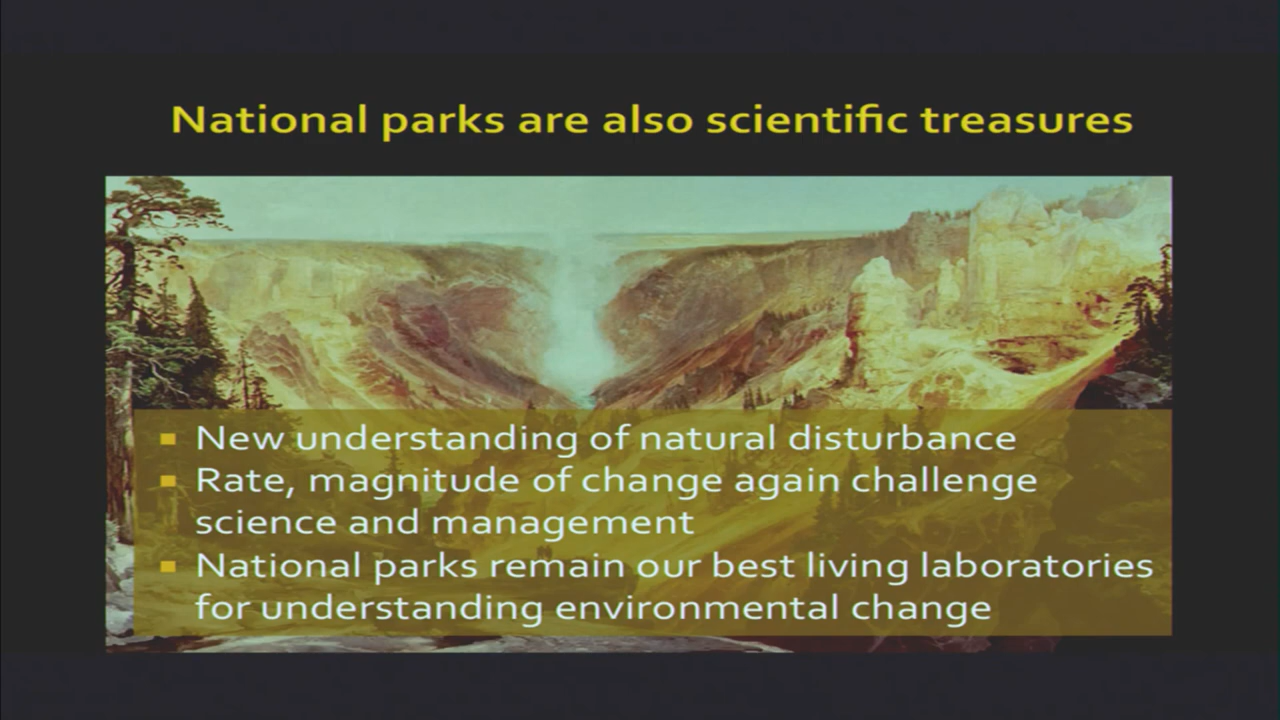 National parks are also scientific treasures
▪ New understanding of natural disturbance
▪ Rate, magnitude of change again challenge
science and management
▪ National parks remain our best living laboratories
for understanding environmental change